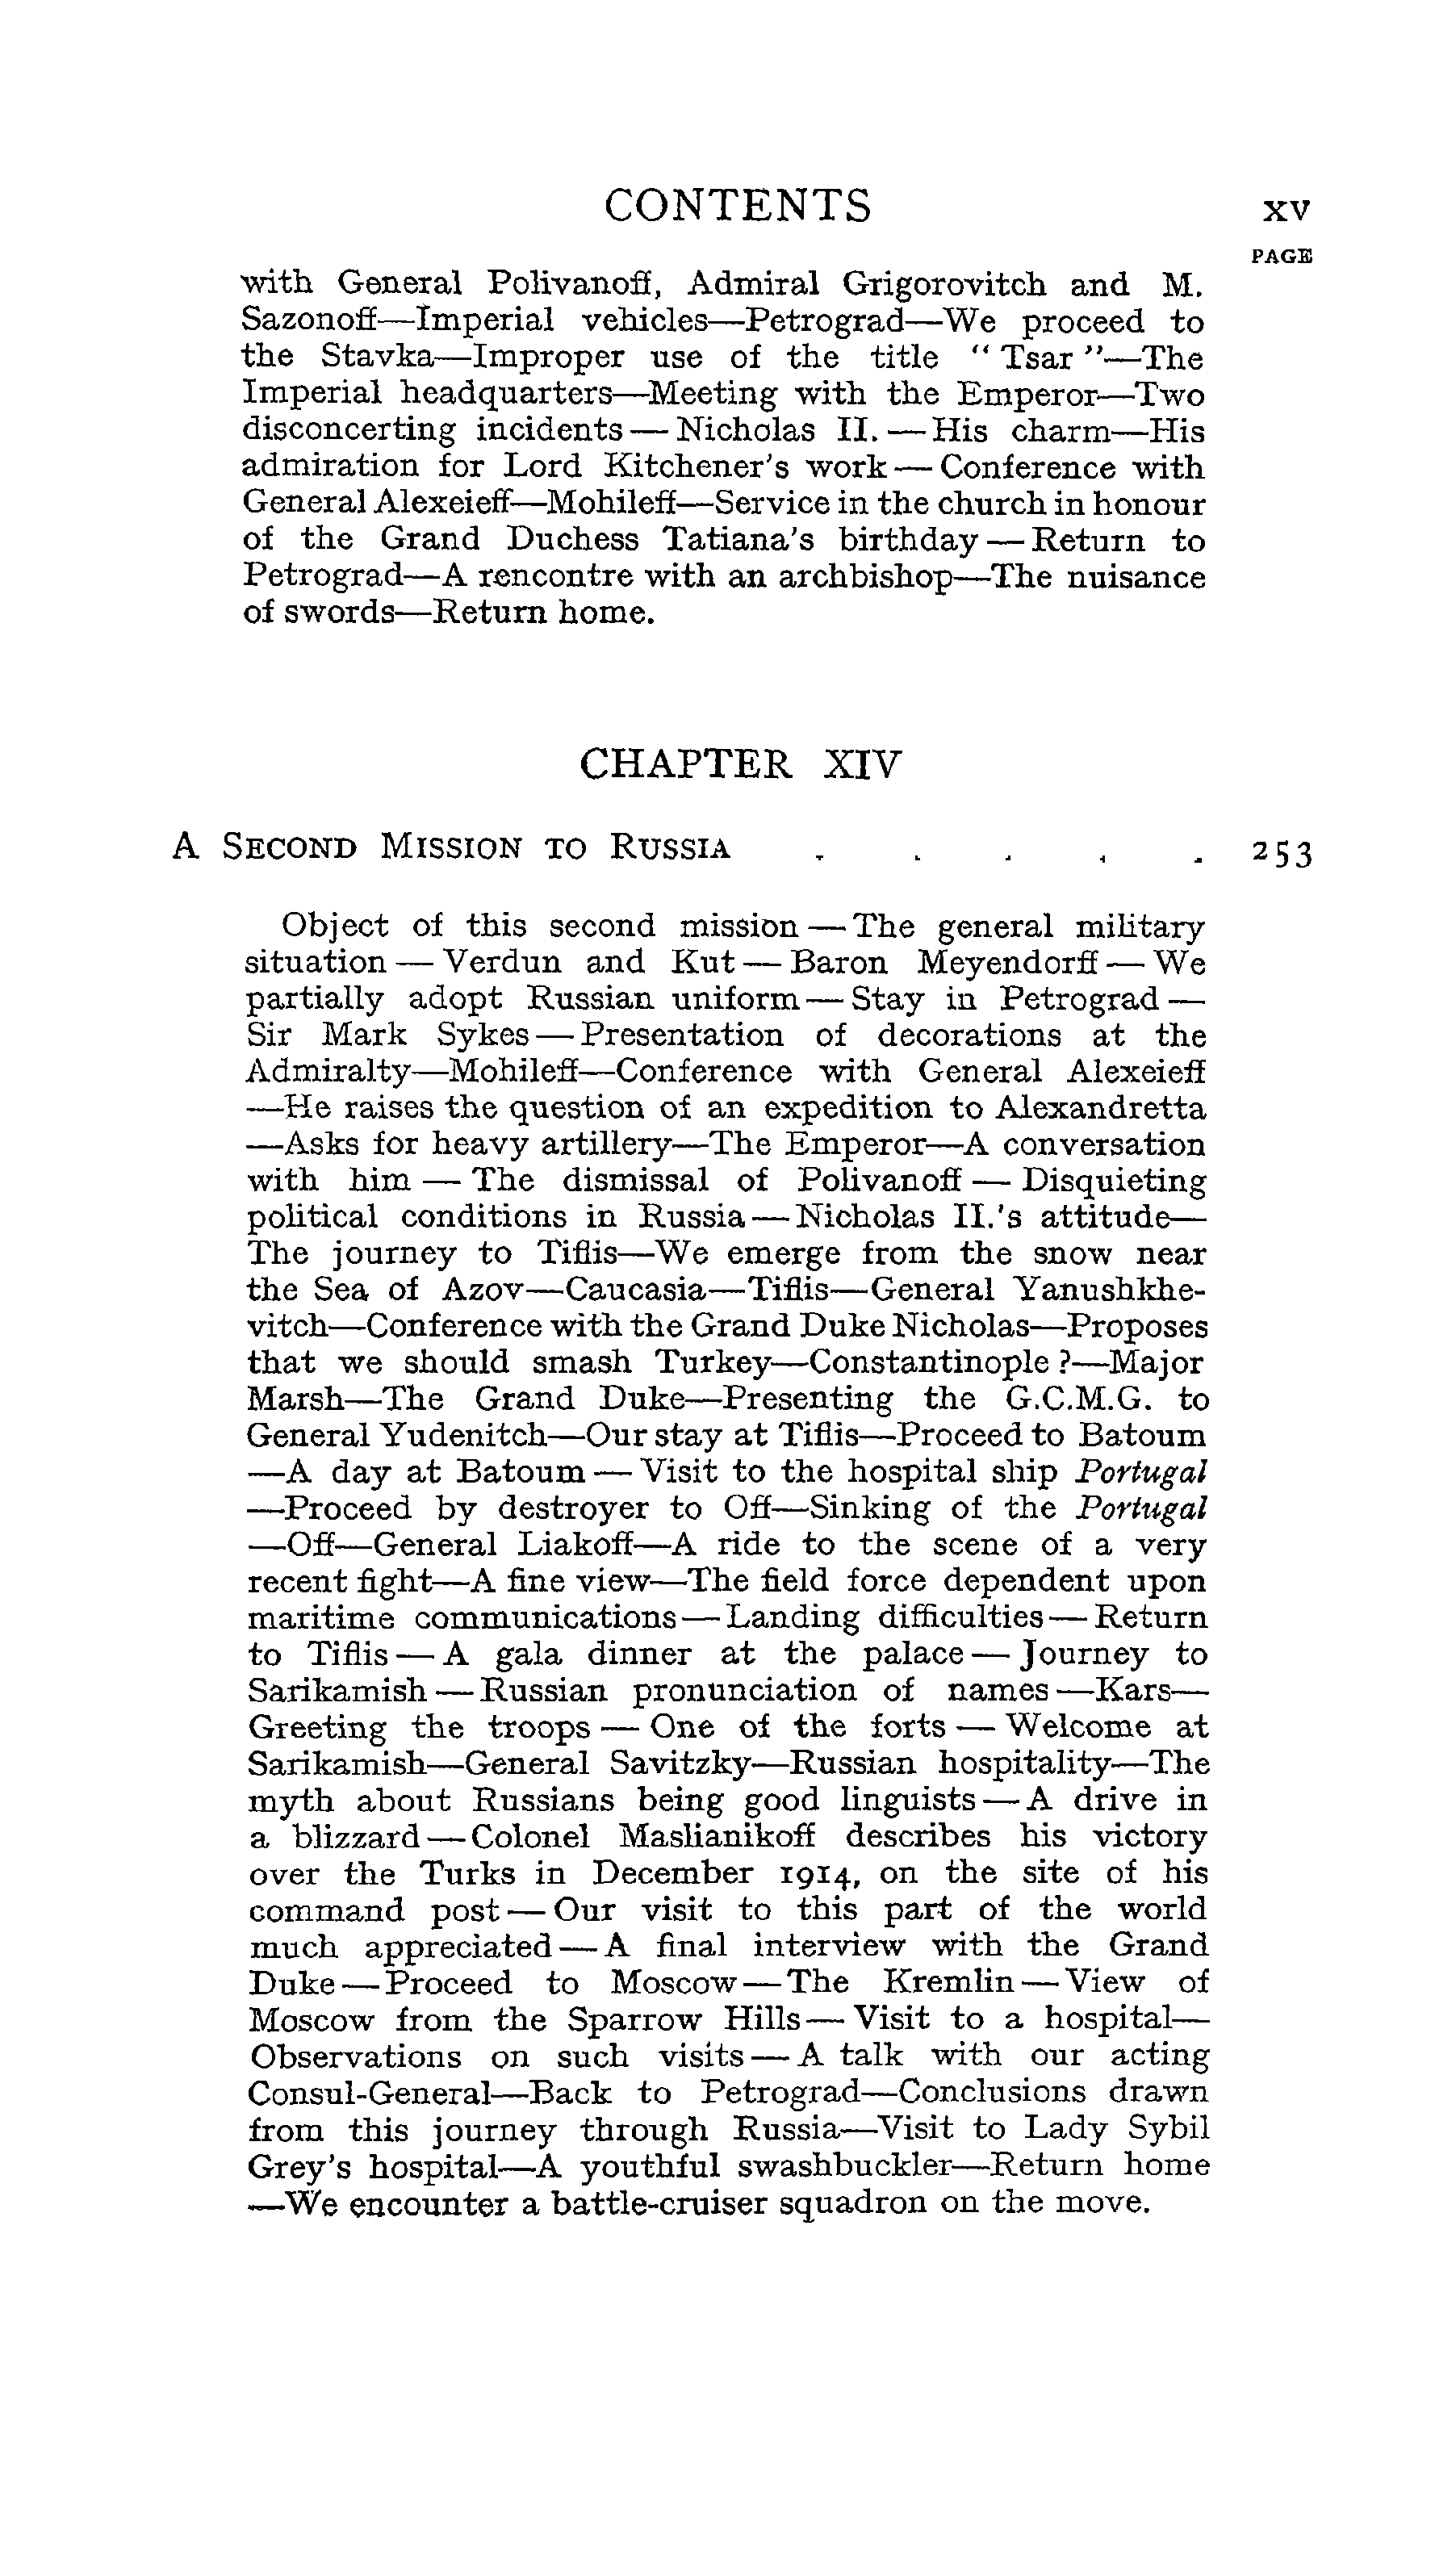 CONTENTS xv
PAGE
with General Polivanoff, Admiral Grigorovitch and M.
Sazonoff—Imperial vehicles—Petrograd—We proceed to
the Stavka—Improper use of the title “ Tsar ”—The
Imperial headquarters—Meeting with the Emperor—Two
disconcerting incidents — Nicholas II. — His charm—His
admiration for Lord Kitchener's work — Conference with
General Alexeieff—Mohileff—Service in the church in honour
of the Grand Duchess Tatiana's birthday — Return to
Petrograd—A rencontre with an archbishop—The nuisance
of swords—Return home.
CHAPTER XIV
A SECOND MISSION TO RUSSIA . . . . . 253
Object of this second mission — The general military
situation — Verdun and Kut — Baron Meyendorff — We
partially adopt Russian uniform — Stay in Petrograd —
Sir Mark Sykes — Presentation of decorations at the
Admiralty—Mohileff—Conference with General Alexeieff
—He raises the question of an expedition to Alexandretta
—Asks for heavy artillery—The Emperor—A conversation
with him — The dismissal of Polivanoff — Disquieting
political conditions in Russia — Nicholas II.'s attitude—
The journey to Tiflis—We emerge from the snow near
the Sea of Azov—Caucasia—Tiflis—General Yanushkhe-
vitch—Conference with the Grand Duke Nicholas—Proposes
that we should smash Turkey—Constantinople ?—Major
Marsh—The Grand Duke—Presenting the G.C.M.G. to
General Yudenitch—Our stay at Tiflis—Proceed to Batoum
—A day at Batoum — Visit to the hospital ship Portugal
—Proceed by destroyer to Off—Sinking of the Portugal
—Off—General Liakoff—A ride to the scene of a very
recent fight—A fine view—The field force dependent upon
maritime communications — Landing difficulties — Return
to Tiflis — A gala dinner at the palace — Journey to
Sarikamish — Russian pronunciation of names —Kars—
Greeting the troops — One of the forts — Welcome at
Sarikamish—General Savitzky—Russian hospitality—The
myth about Russians being good linguists — A drive in
a blizzard — Colonel Maslianikoff describes his victory
over the Turks in December 1914, on the site of his
command post — Our visit to this part of the world
much appreciated — A final interview with the Grand
Duke — Proceed to Moscow — The Kremlin — View of
Moscow from the Sparrow Hills — Visit to a hospital—
Observations on such visits — A talk with our acting
Consul-General—Back to Petrograd—Conclusions drawn
from this journey through Russia—Visit to Lady Sybil
Grey's hospital—A youthful swashbuckler—Return home
—We encounter a battle-cruiser squadron on the move.